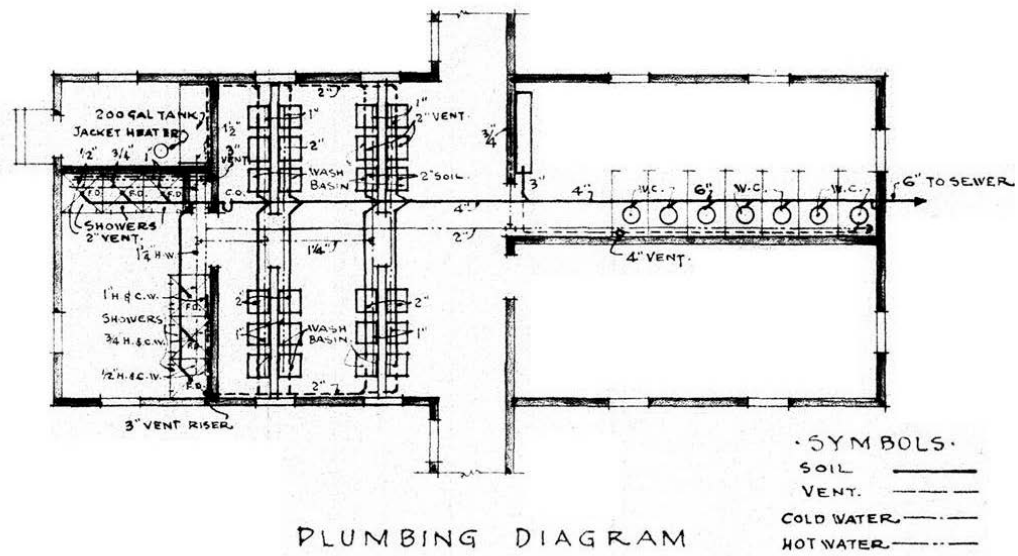 200 GAL TANK
JACKET HEATER
1/2" 3/4" 1"
F.D. F.D. F.D.
SHOWERS
2" VENT.
1 1/4 H.W.
1" H & C.W.
F.D.
SHOWERS
3/4 H. & C.W.
F.D.
1/2" H. & C.W.
F.D.
3" VENT RISER
1 1/2"
3"
VENT
C.O.
2"
1"
2"
WASH
BASIN
1"
2" VENT.
2" SOIL
4"
1 1/4"
2"
1"
WASH
BASIN
2"
1"
2"
3/4"
3"
4"
W.C. 6" W.C. W.C.
6" TO SEWER
2"
4" VENT.
· SYMBOLS ·
SOIL
VENT.
COLD WATER
HOT WATER
PLUMBING DIAGRAM